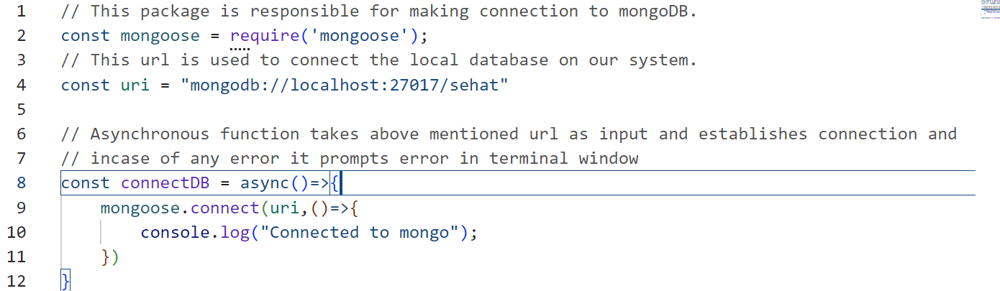 1 // This package is responsible for making connection to mongoDB.
2 const mongoose = require('mongoose');
3 // This url is used to connect the local database on our system.
4 const uri = "mongodb://localhost:27017/sehat"
5
6 // Asynchronous function takes above mentioned url as input and establishes connection and
7 // incase of any error it prompts error in terminal window
8 const connectDB = async()=>{
9     mongoose.connect(uri,()=>{
10         console.log("Connected to mongo");
11     })
12 }